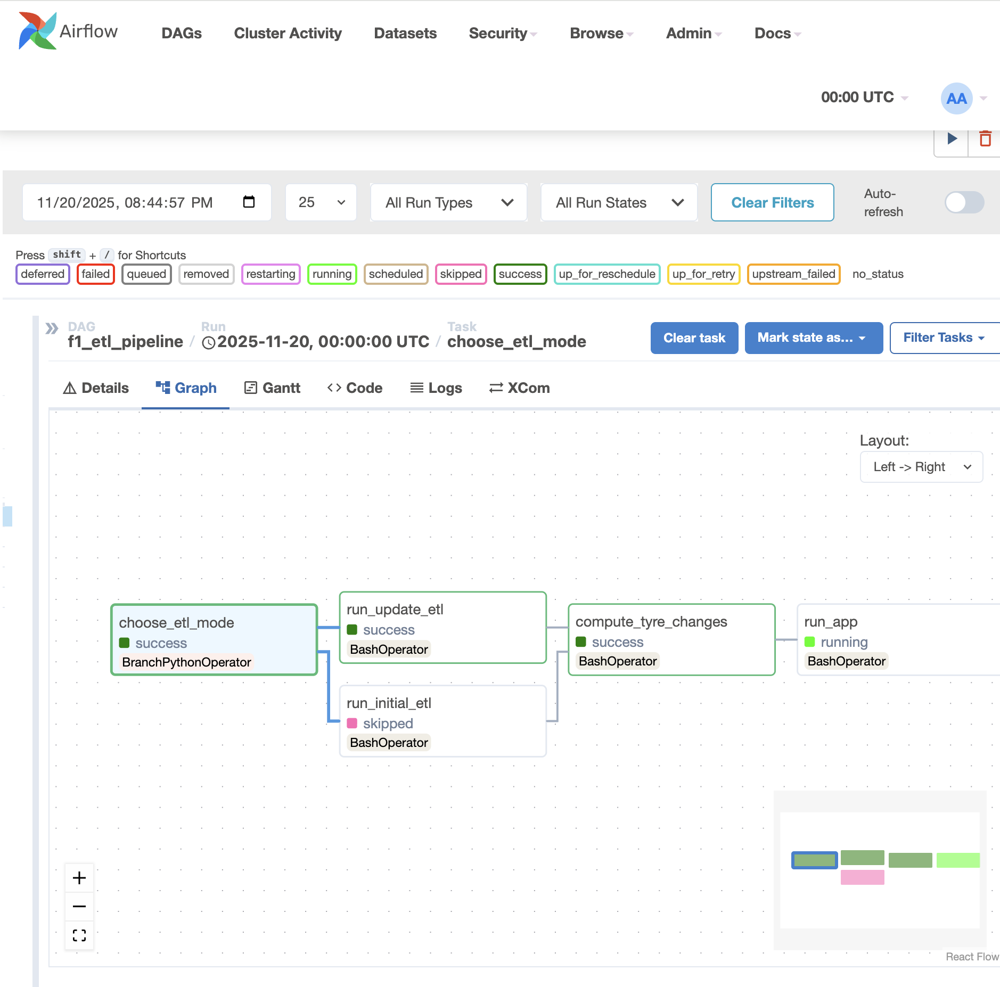 Airflow DAGs Cluster Activity Datasets Security Browse Admin Docs
00:00 UTC AA
11/20/2025, 08:44:57 PM 25 All Run Types All Run States Clear Filters Auto-
refresh
Press shift + / for Shortcuts
deferred failed queued removed restarting running scheduled skipped success up_for_reschedule up_for_retry upstream_failed no_status
DAG Run Task
f1_etl_pipeline / 2025-11-20, 00:00:00 UTC / choose_etl_mode Clear task Mark state as... Filter Tasks
Details Graph Gantt Code Logs XCom
Layout:
Left -> Right
choose_etl_mode
success
BranchPythonOperator
run_update_etl
success
BashOperator
run_initial_etl
skipped
BashOperator
compute_tyre_changes
success
BashOperator
run_app
running
BashOperator
React Flow